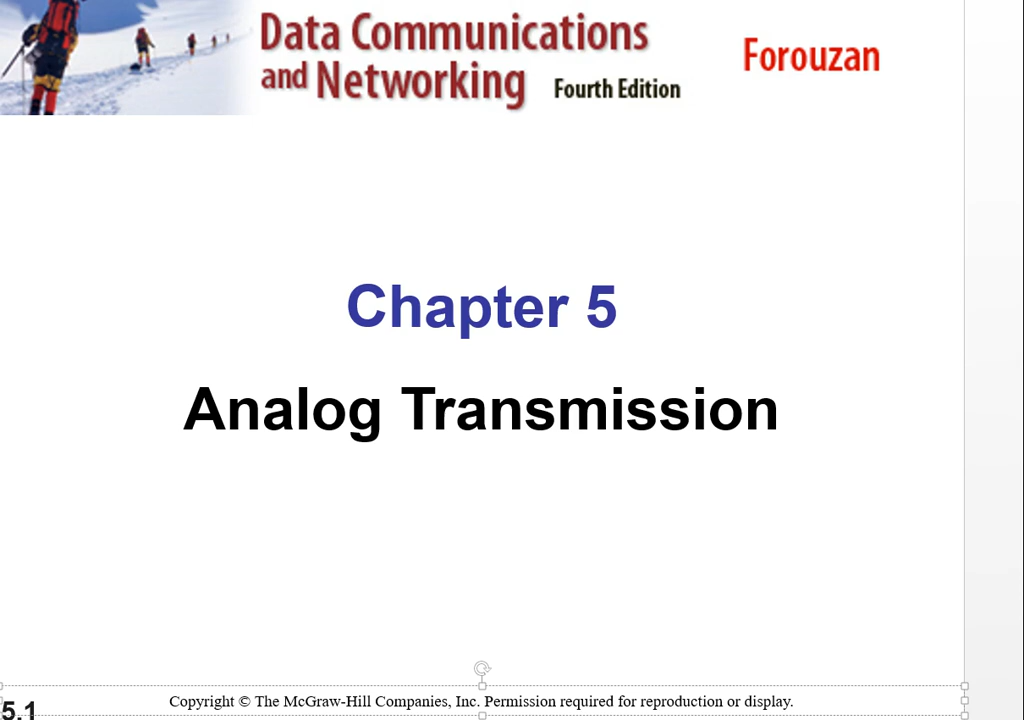 Data Communications
and Networking Fourth Edition
Forouzan
Chapter 5
Analog Transmission
5.1
Copyright © The McGraw-Hill Companies, Inc. Permission required for reproduction or display.